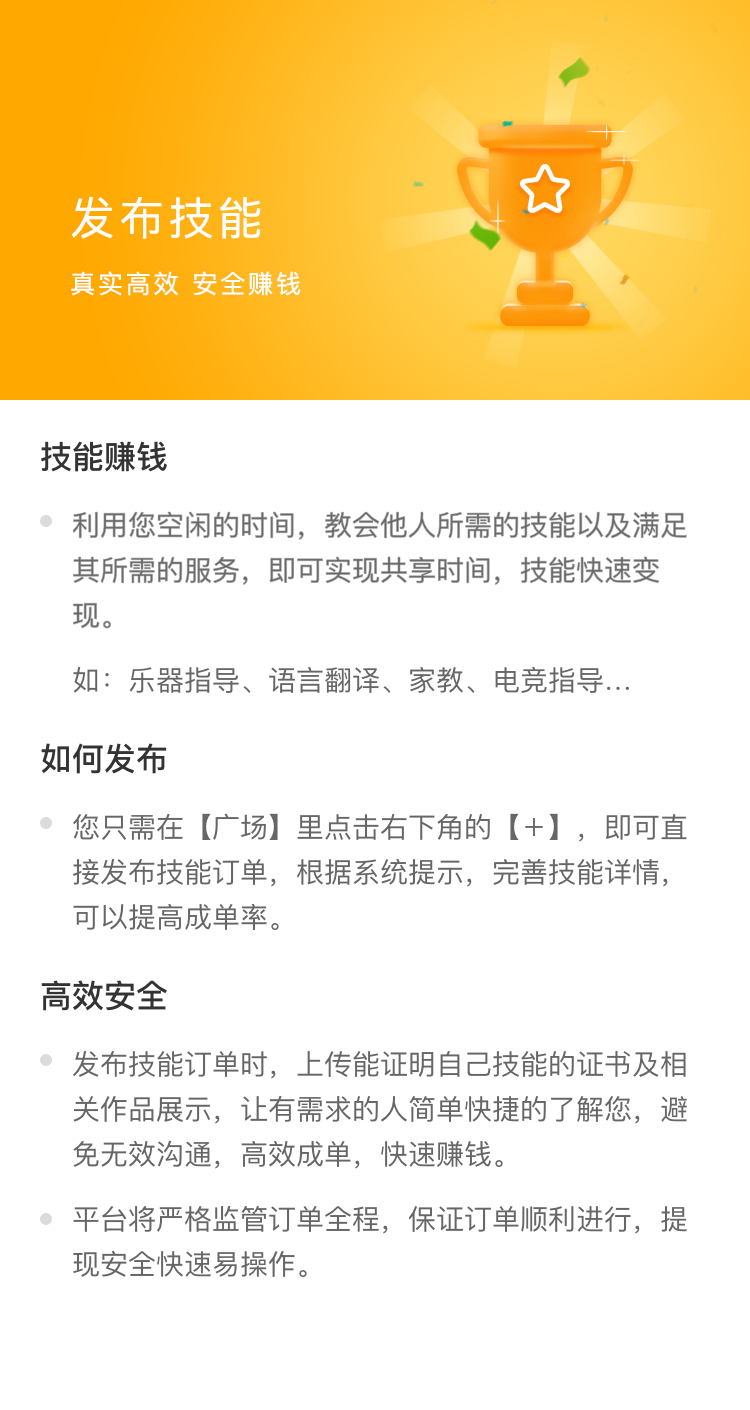 发布技能
真实高效 安全赚钱
技能赚钱
利用您空闲的时间，教会他人所需的技能以及满足
其所需的服务，即可实现共享时间，技能快速变
现。
如：乐器指导、语言翻译、家教、电竞指导...
如何发布
您只需在【广场】里点击右下角的【＋】，即可直
接发布技能订单，根据系统提示，完善技能详情，
可以提高成单率。
高效安全
发布技能订单时，上传能证明自己技能的证书及相
关作品展示，让有需求的人简单快捷的了解您，避
免无效沟通，高效成单，快速赚钱。
平台将严格监管订单全程，保证订单顺利进行，提
现安全快速易操作。